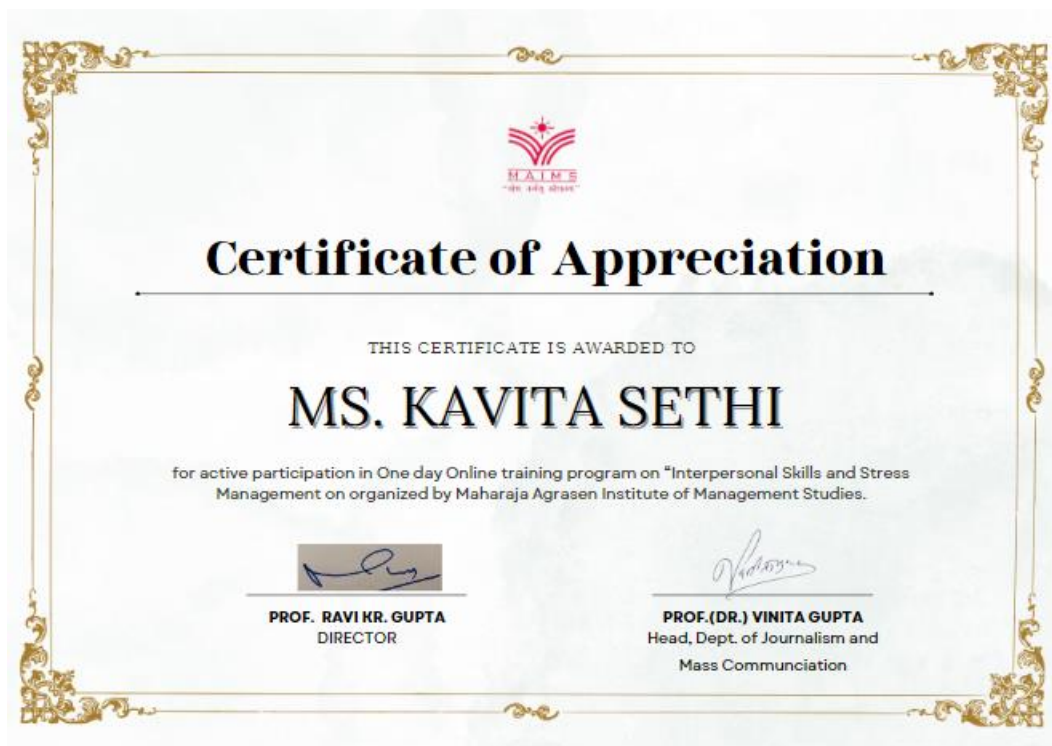 MAIMS
Certificate of Appreciation
THIS CERTIFICATE IS AWARDED TO
MS. KAVITA SETHI
for active participation in One day Online training program on “Interpersonal Skills and Stress
Management on organized by Maharaja Agrasen Institute of Management Studies.
PROF. RAVI KR. GUPTA
DIRECTOR
PROF.(DR.) VINITA GUPTA
Head, Dept. of Journalism and
Mass Communciation